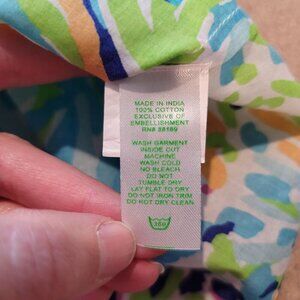 MADE IN INDIA
100% COTTON
EXCLUSIVE OF
EMBELLISHMENT
RN# 58169
WASH GARMENT
INSIDE OUT
MACHINE
WASH COLD
NO BLEACH
DO NOT
TUMBLE DRY
LAY FLAT TO DRY
DO NOT IRON TRIM
DO NOT DRY CLEAN